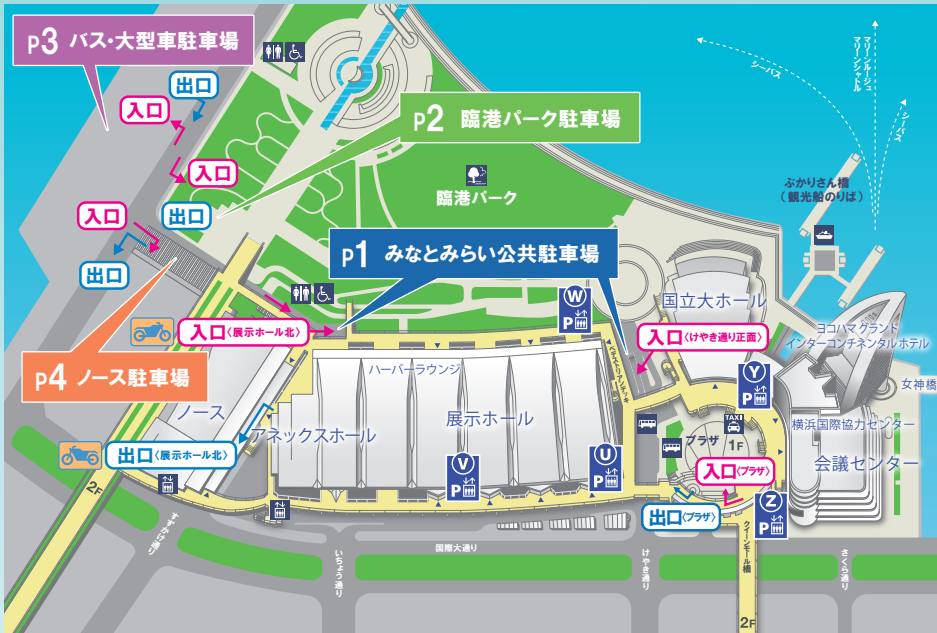 P3 バス・大型車駐車場
出口
入口
入口
P2 臨港パーク駐車場
臨港パーク
シーバス
マリーンルージュ
マリーンシャトル
シーバス
ぷかりさん橋
(観光船のりば)
入口
出口
出口
P1 みなとみらい公共駐車場
入口〈展示ホール北〉
W
P
国立大ホール
入口〈けやき通り正面〉
ペデストリアンデッキ
ヨコハマグランド
インターコンチネンタルホテル
女神橋
P4 ノース駐車場
ハーバーラウンジ
Y
P
ノース
アネックスホール
展示ホール
プラザ
TAXI
1F
横浜国際協力センター
会議センター
出口〈展示ホール北〉
V
P
U
P
入口〈プラザ〉
出口〈プラザ〉
Z
P
2F
すずかけ通り
いちょう通り
国際大通り
けやき通り
クイーンモール橋
さくら通り
2F